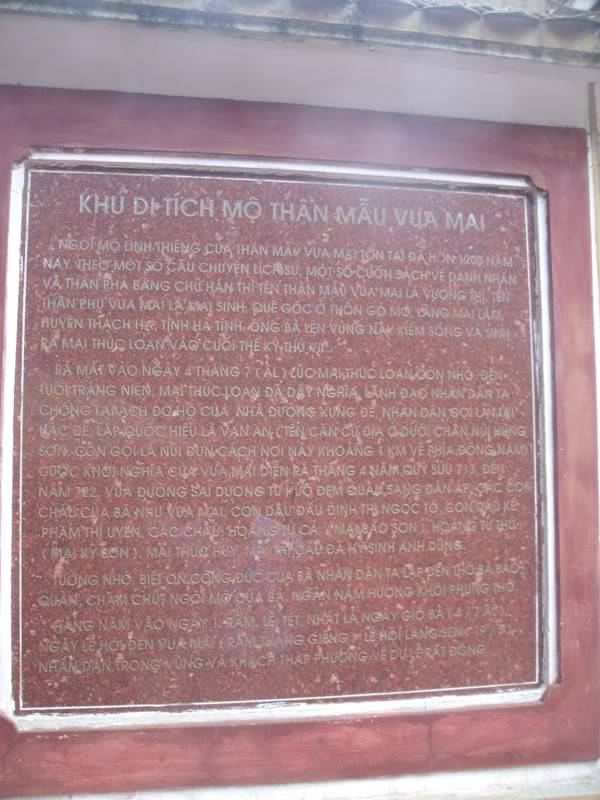 KHU DI TÍCH MỘ THÂN MẪU VUA MAI
NGÔI MỘ LINH THIÊNG CỦA THÂN MẪU VUA MAI TỒN TẠI ĐÃ HƠN 1200 NĂM
NAY. THEO MỘT SỐ CÂU CHUYỆN LỊCH SỬ, MỘT SỐ CUỐN SÁCH VỀ DANH NHÂN
VÀ THẦN PHẢ BẰNG CHỮ HÁN THÌ TÊN THÂN MẪU VUA MAI LÀ VƯƠNG THỊ, TÊN
THÂN PHỤ VUA MAI LÀ MAI SINH. QUÊ GỐC Ở THÔN GÒ MỞ, LÀNG MAI LÂM,
HUYỆN THẠCH HÀ, TỈNH HÀ TĨNH. ÔNG BÀ LÊN VÙNG NÀY KIẾM SỐNG VÀ SINH
RA MAI THÚC LOAN VÀO CUỐI THẾ KỶ THỨ VII.
BÀ MẤT VÀO NGÀY 4 THÁNG 7 ( ÂL ) LÚC MAI THÚC LOAN CÒN NHỎ. ĐẾN
TUỔI TRÁNG NIÊN, MAI THÚC LOAN ĐÃ DẤY NGHĨA, LÃNH ĐẠO NHÂN DÂN TA
CHỐNG LẠI ÁCH ĐÔ HỘ CỦA NHÀ ĐƯỜNG XƯNG ĐẾ, NHÂN DÂN GỌI LÀ MAI
HẮC ĐẾ. LẬP QUỐC HIỆU LÀ VẠN AN ( TÊN CĂN CỨ ĐỊA Ở DƯỚI CHÂN NÚI HÙNG
SƠN, CÒN GỌI LÀ NÚI ĐỤN CÁCH NƠI NÀY KHOẢNG 1 KM VỀ PHÍA ĐÔNG NAM)
CUỘC KHỞI NGHĨA CỦA VUA MAI DIỄN RA THÁNG 4 NĂM QUÝ SỬU 713. ĐẾN
NĂM 722, VUA ĐƯỜNG SAI DƯƠNG TƯ HÚC ĐEM QUÂN SANG ĐÀN ÁP, CÁC CON
CHÁU CỦA BÀ NHƯ VUA MAI, CON DÂU ĐẦU ĐINH THỊ NGỌC TÔ, CON DÂU KẾ
PHẠM THỊ UYỂN, CÁC CHÁU: HOÀNG TỬ CẢ ( MAI BẢO SƠN ), HOÀNG TỬ THỨ
( MAI KỲ SƠN ), MAI THÚC HUY, MAI THỊ CẦU ĐÃ HY SINH ANH DŨNG.
TƯỞNG NHỚ, BIẾT ƠN CÔNG ĐỨC CỦA BÀ NHÂN DÂN TA LẬP ĐỀN THỜ BÀ BẢO
QUẢN, CHĂM CHÚT NGÔI MỘ CỦA BÀ, NGÀN NĂM HƯƠNG KHÓI PHỤNG THỜ.
HÀNG NĂM VÀO NGÀY 1, RẰM, LỄ, TẾT, NHẤT LÀ NGÀY GIỖ BÀ ( 4 / 7 ÂL ),
NGÀY LỄ HỘI ĐỀN VUA MAI ( RẰM THÁNG GIÊNG ), LỄ HỘI LÀNG SEN ( 19 / 5 )
NHÂN DÂN TRONG VÙNG VÀ KHÁCH THẬP PHƯƠNG VỀ DỰ LỄ RẤT ĐÔNG.